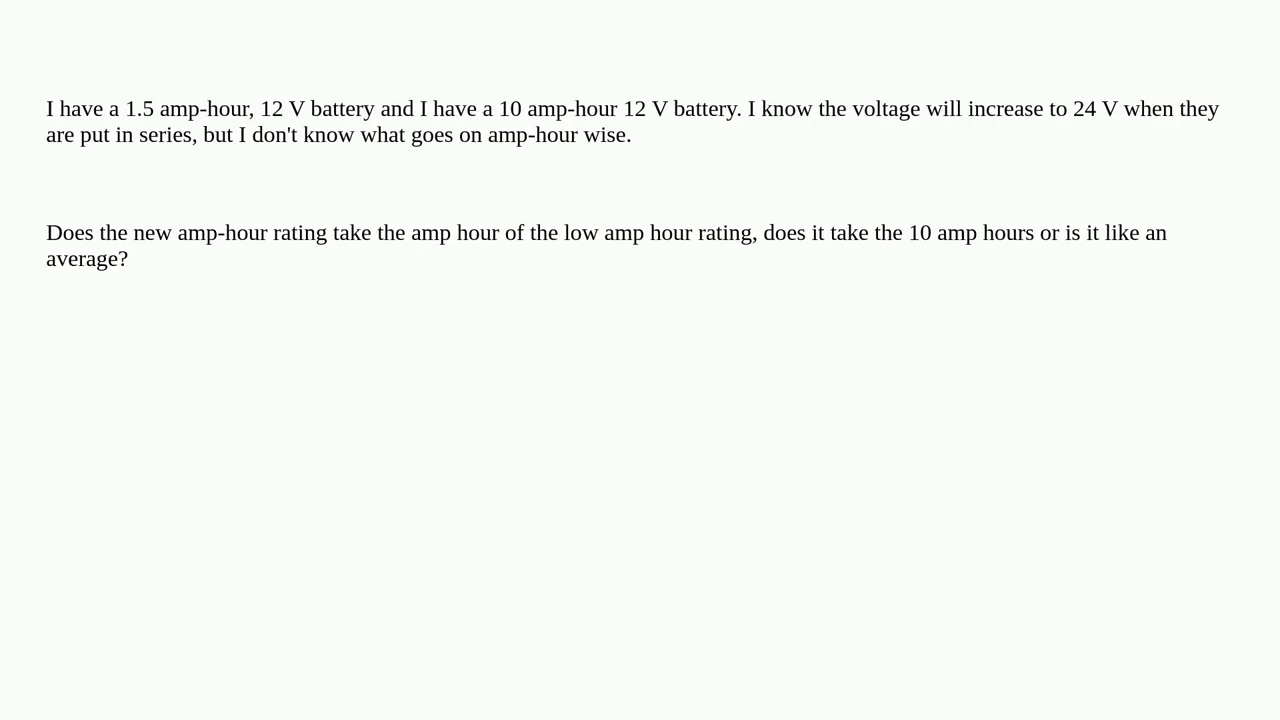 I have a 1.5 amp-hour, 12 V battery and I have a 10 amp-hour 12 V battery. I know the voltage will increase to 24 V when they
are put in series, but I don't know what goes on amp-hour wise.
Does the new amp-hour rating take the amp hour of the low amp hour rating, does it take the 10 amp hours or is it like an
average?